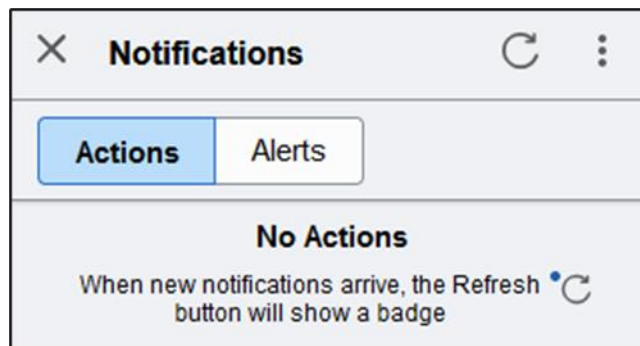 Notifications
Actions
Alerts
No Actions
When new notifications arrive, the Refresh
button will show a badge